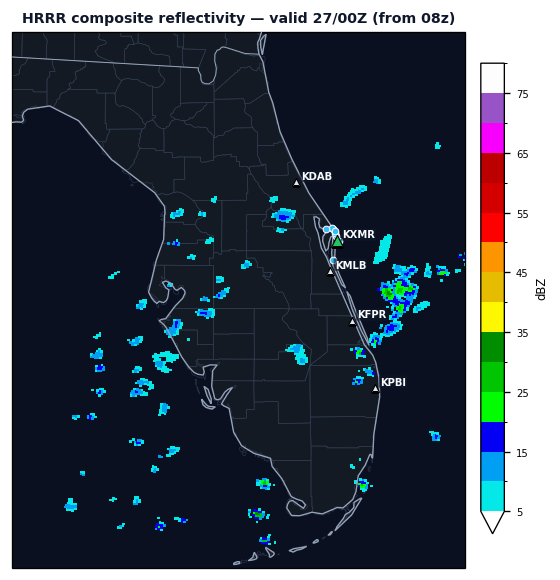 HRRR composite reflectivity — valid 27/00Z (from 08z)
KDAB
KXMR
KMLB
KFPR
KPBI
75
65
55
45
35
25
15
5
dBZ